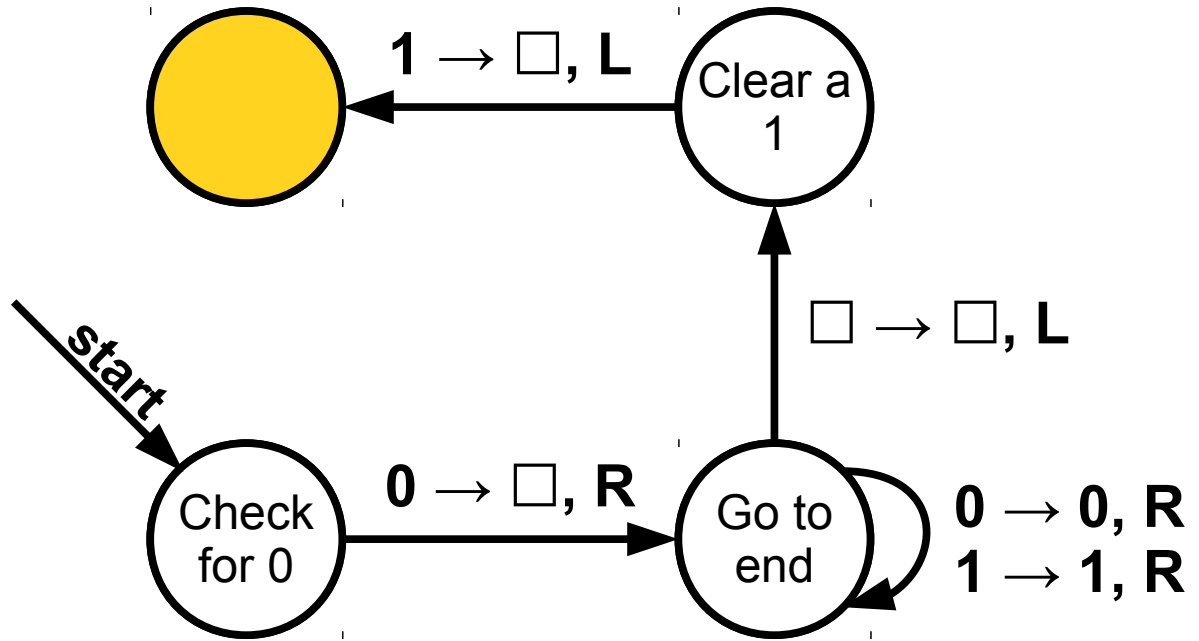 1 → □, L
Clear a
1
start
□ → □, L
0 → □, R
Check
for 0
Go to
end
0 → 0, R
1 → 1, R